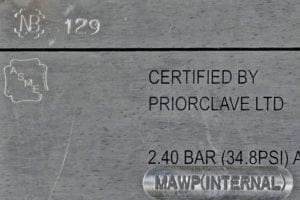 NB 129
ASME
CERTIFIED BY
PRIORCLAVE LTD
2.40 BAR (34.8PSI) A
MAWP(INTERNAL)